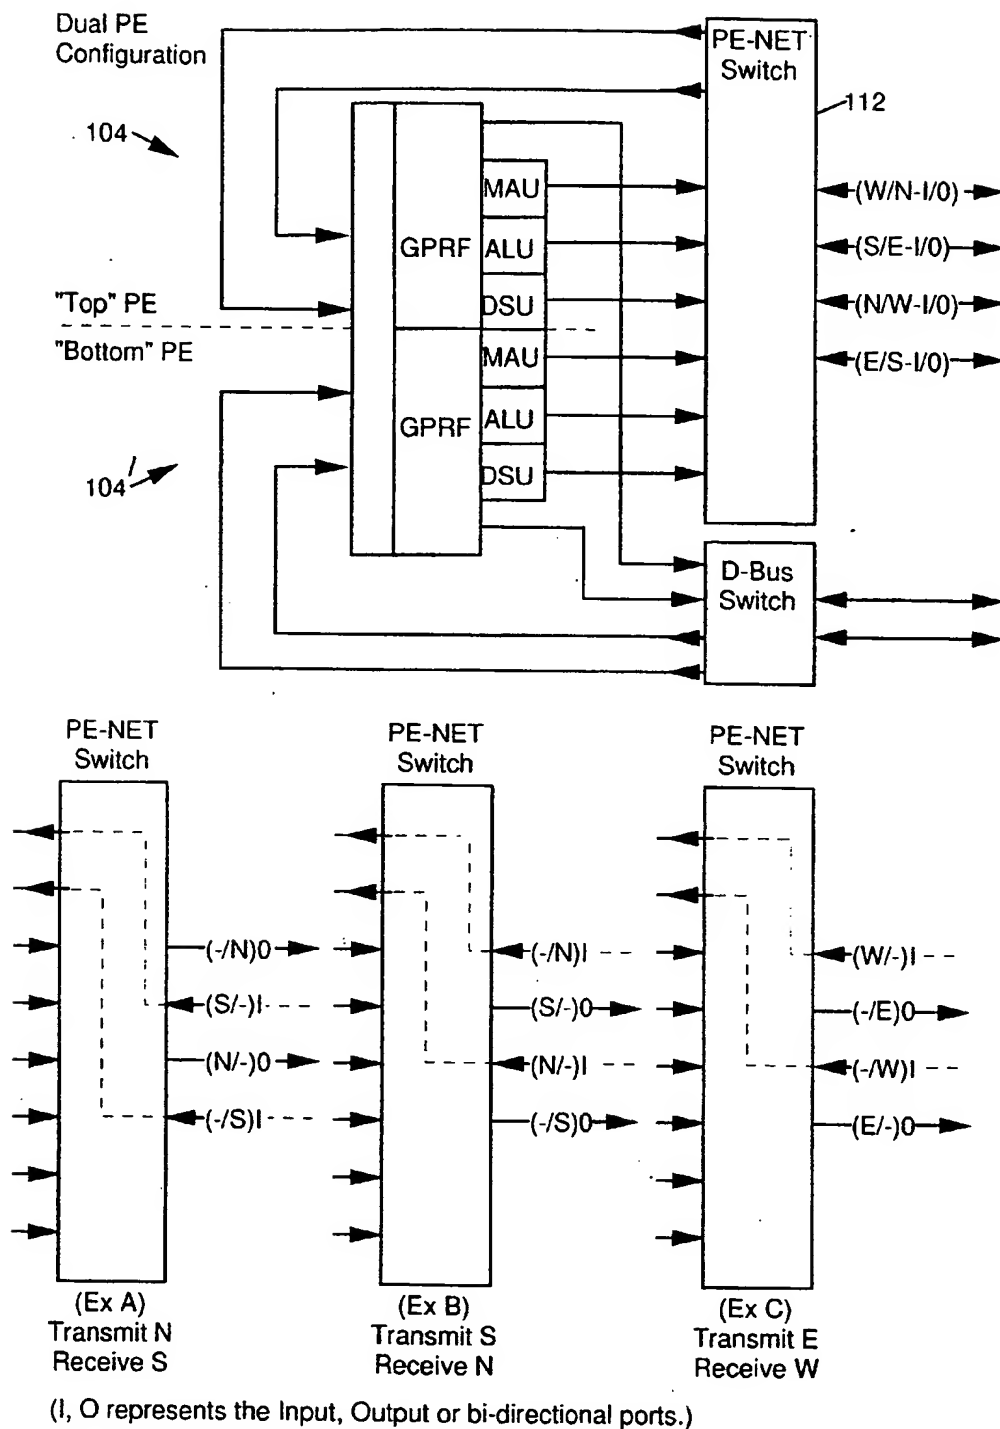 Dual PE
Configuration
PE-NET
Switch
112
104
MAU
(W/N-I/0)
GPRF
ALU
(S/E-I/0)
"Top" PE
DSU
(N/W-I/0)
"Bottom" PE
MAU
(E/S-I/0)
GPRF
ALU
104'
DSU
D-Bus
Switch
PE-NET
Switch
PE-NET
Switch
PE-NET
Switch
(-/N)0
(S/-)I
(N/-)0
(-/S)I
(-/N)I
(S/-)0
(N/-)I
(-/S)0
(W/-)I
(-/E)0
(-/W)I
(E/-)0
(Ex A)
Transmit N
Receive S
(Ex B)
Transmit S
Receive N
(Ex C)
Transmit E
Receive W
(I, O represents the Input, Output or bi-directional ports.)